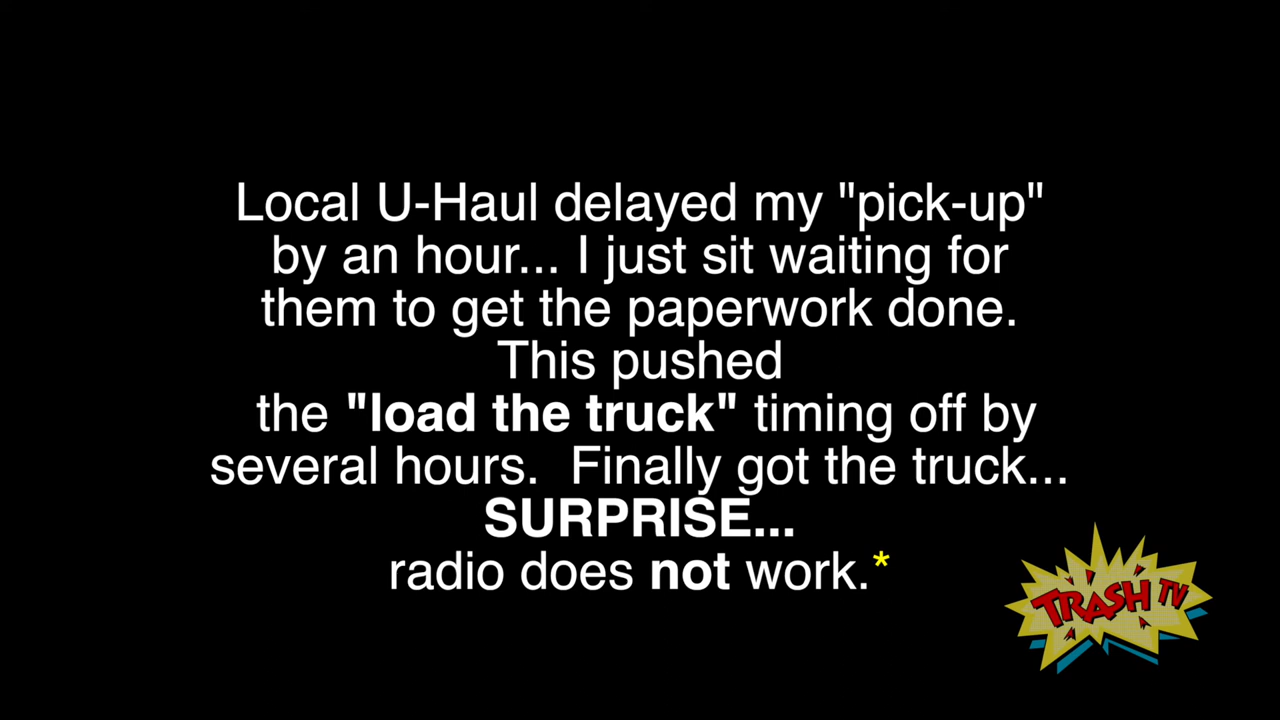 Local U-Haul delayed my "pick-up"
by an hour... I just sit waiting for
them to get the paperwork done.
This pushed
the "load the truck" timing off by
several hours.  Finally got the truck...
SURPRISE...
radio does not work.*
TRASH TV